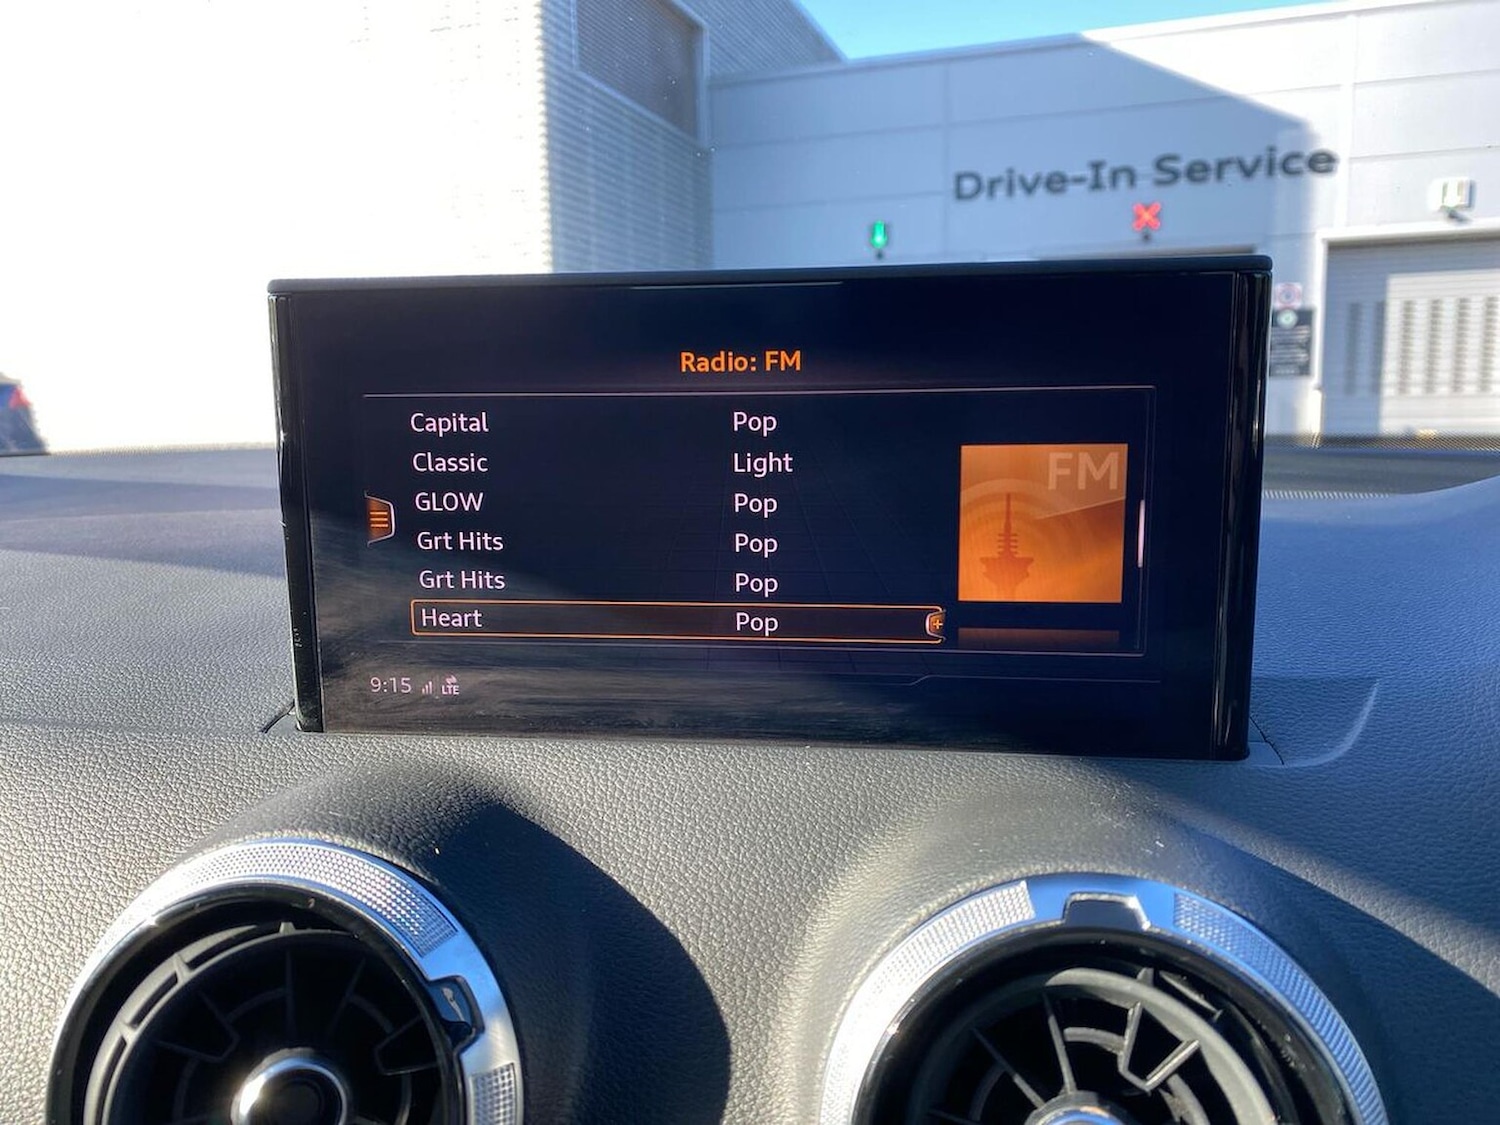 Drive-In Service
Radio: FM
Capital Pop
Classic Light
GLOW Pop
Grt Hits Pop
Grt Hits Pop
Heart Pop
FM
9:15 LTE